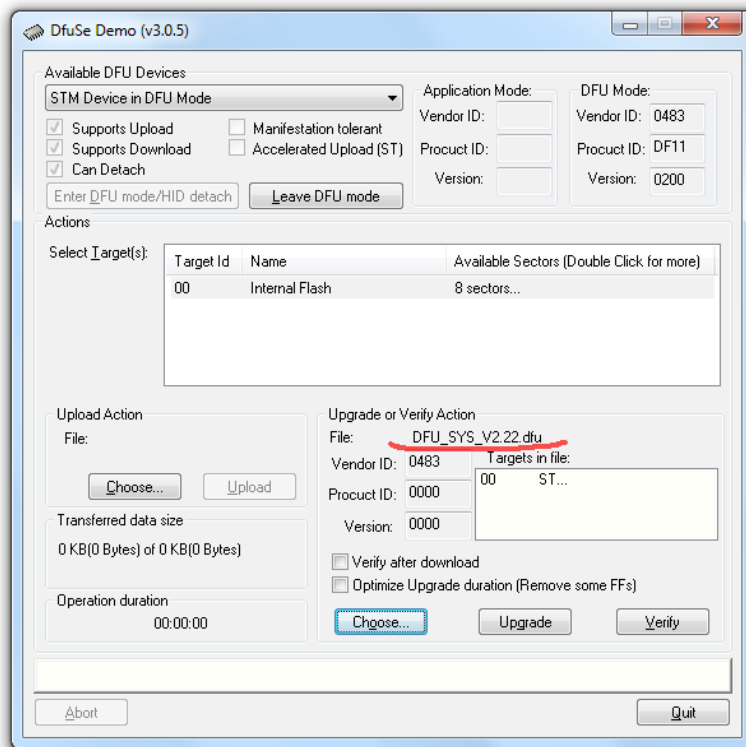 DfuSe Demo (v3.0.5)
Available DFU Devices
STM Device in DFU Mode
Supports Upload
Manifestation tolerant
Supports Download
Accelerated Upload (ST)
Can Detach
Enter DFU mode/HID detach
Leave DFU mode
Application Mode:
Vendor ID:
Procuct ID:
Version:
DFU Mode:
Vendor ID: 0483
Procuct ID: DF11
Version: 0200
Actions
Select Target(s):
Target Id Name Available Sectors (Double Click for more)
00 Internal Flash 8 sectors...
Upload Action
File:
Choose...
Upload
Transferred data size
0 KB(0 Bytes) of 0 KB(0 Bytes)
Operation duration
00:00:00
Upgrade or Verify Action
File: DFU_SYS_V2.22.dfu
Vendor ID: 0483
Procuct ID: 0000
Version: 0000
Targets in file:
00 ST...
Verify after download
Optimize Upgrade duration (Remove some FFs)
Choose...
Upgrade
Verify
Abort
Quit